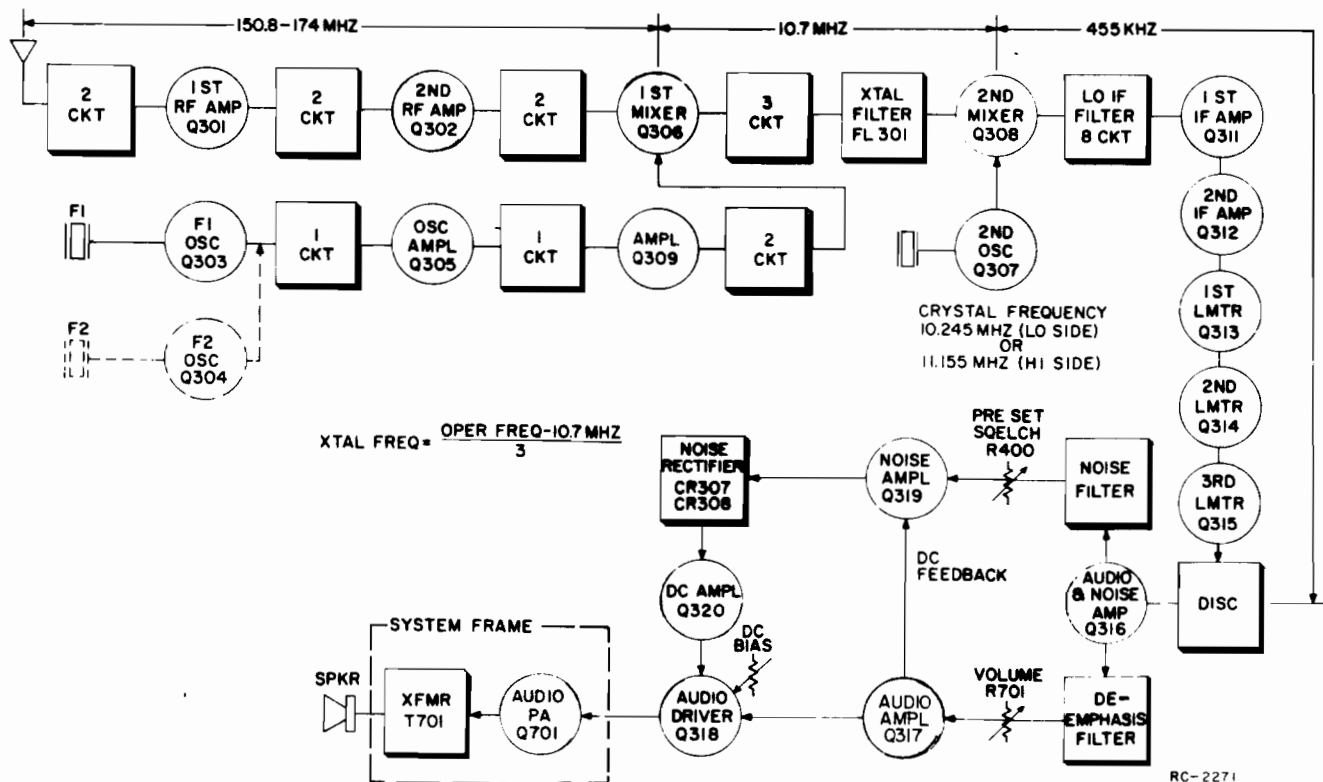 150.8-174 MHZ
10.7 MHZ
455 KHZ
2
CKT
1ST
RF AMP
Q301
2
CKT
2ND
RF AMP
Q302
2
CKT
1ST
MIXER
Q306
3
CKT
XTAL
FILTER
FL 301
2ND
MIXER
Q308
LO IF
FILTER
8 CKT
1ST
IF AMP
Q311
F1
F1
OSC
Q303
1
CKT
OSC
AMPL
Q305
1
CKT
AMPL
Q309
2
CKT
2ND
OSC
Q307
2ND
IF AMP
Q312
CRYSTAL FREQUENCY
10.245 MHZ (LO SIDE)
OR
11.155 MHZ (HI SIDE)
1ST
LMTR
Q313
F2
F2
OSC
Q304
2ND
LMTR
Q314
XTAL FREQ = OPER FREQ-10.7 MHZ
3
NOISE
RECTIFIER
CR307
CR308
NOISE
AMPL
Q319
PRE SET
SQELCH
R400
NOISE
FILTER
3RD
LMTR
Q315
DC AMPL
Q320
DC
FEEDBACK
AUDIO
& NOISE
AMP
Q316
DISC
SYSTEM FRAME
SPKR
XFMR
T701
AUDIO
PA
Q701
DC
BIAS
AUDIO
DRIVER
Q318
AUDIO
AMPL
Q317
VOLUME
R701
DE-
EMPHASIS
FILTER
RC-2271